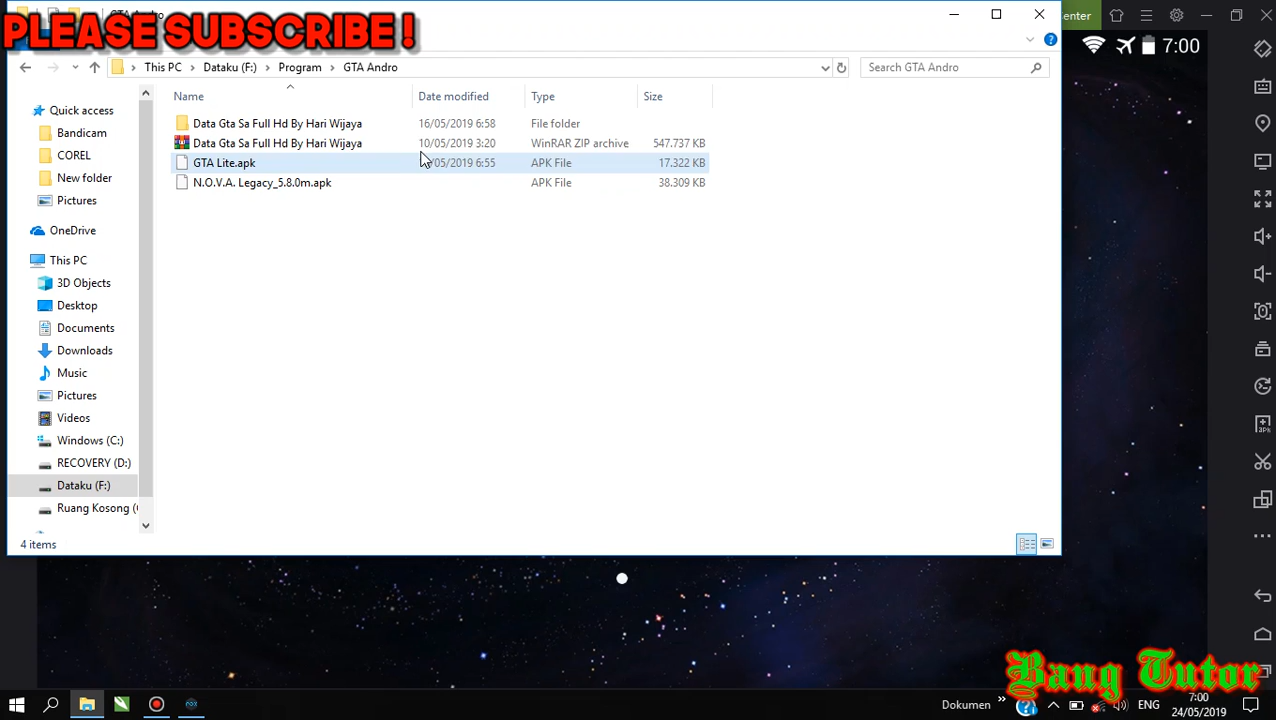 PLEASE SUBSCRIBE !
GTA Andro
enter
7:00
This PC > Dataku (F:) > Program > GTA Andro
Search GTA Andro
Name Date modified Type Size
Data Gta Sa Full Hd By Hari Wijaya 16/05/2019 6:58 File folder
Data Gta Sa Full Hd By Hari Wijaya 10/05/2019 3:20 WinRAR ZIP archive 547.737 KB
GTA Lite.apk /05/2019 6:55 APK File 17.322 KB
N.O.V.A. Legacy_5.8.0m.apk APK File 38.309 KB
Quick access
Bandicam
COREL
New folder
Pictures
OneDrive
This PC
3D Objects
Desktop
Documents
Downloads
Music
Pictures
Videos
Windows (C:)
RECOVERY (D:)
Dataku (F:)
Ruang Kosong (
4 items
Bang Tutor
Dokumen
ENG
7:00
24/05/2019